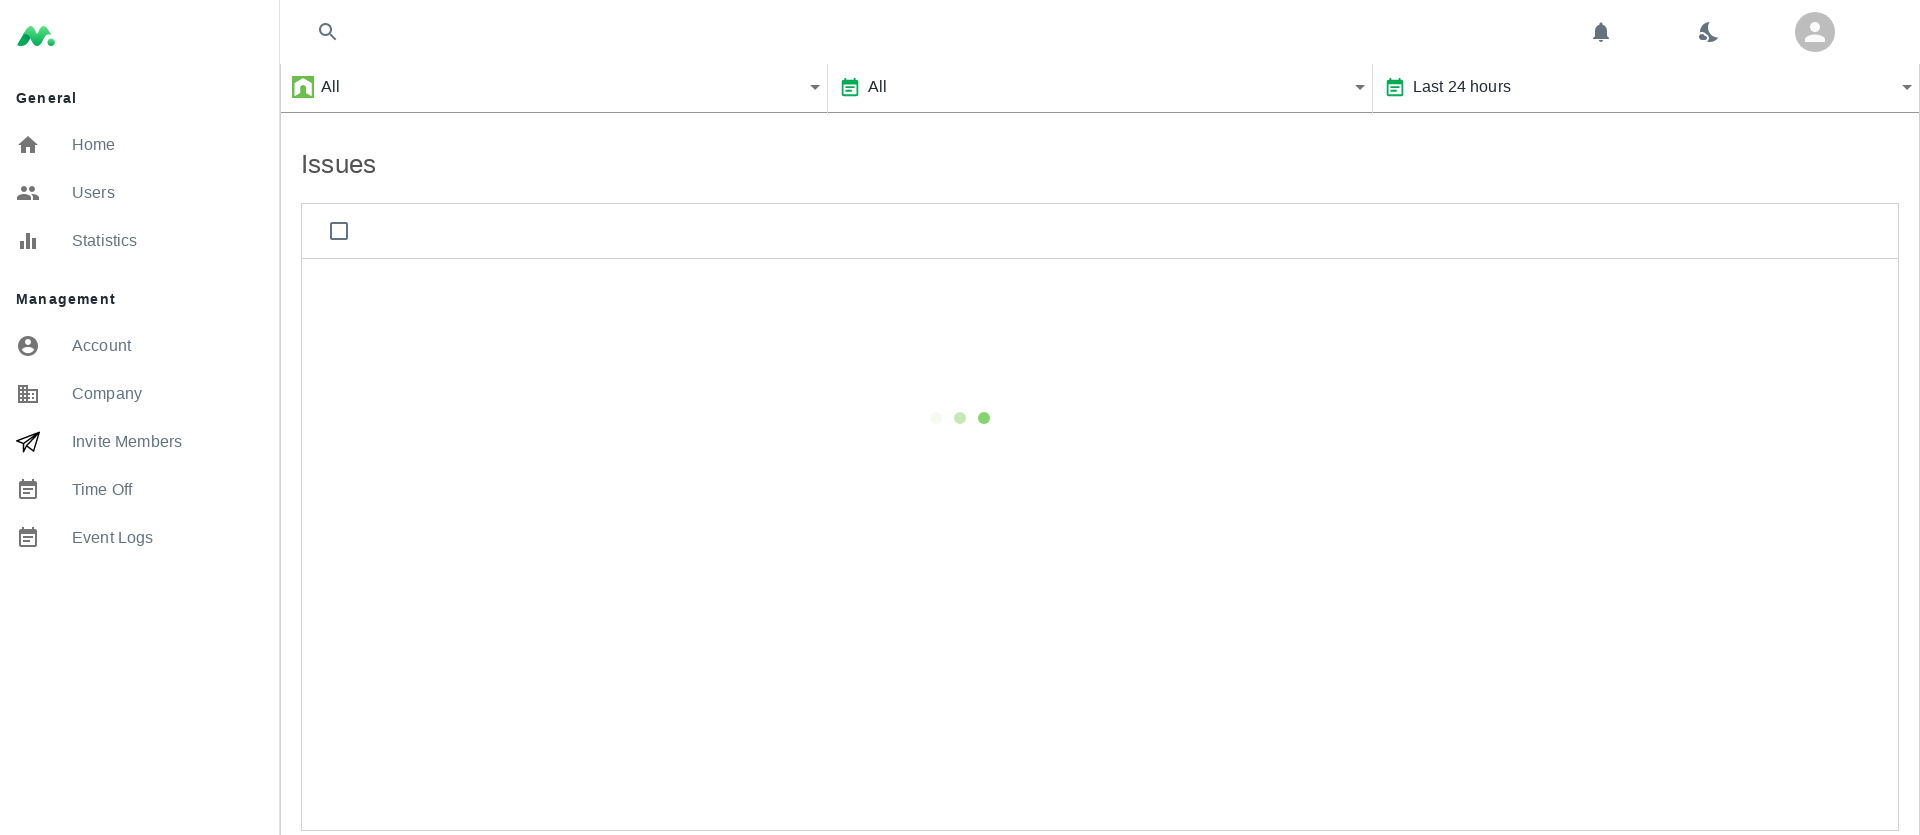 General
Home
Users
Statistics
Management
Account
Company
Invite Members
Time Off
Event Logs
All
All
Last 24 hours
Issues